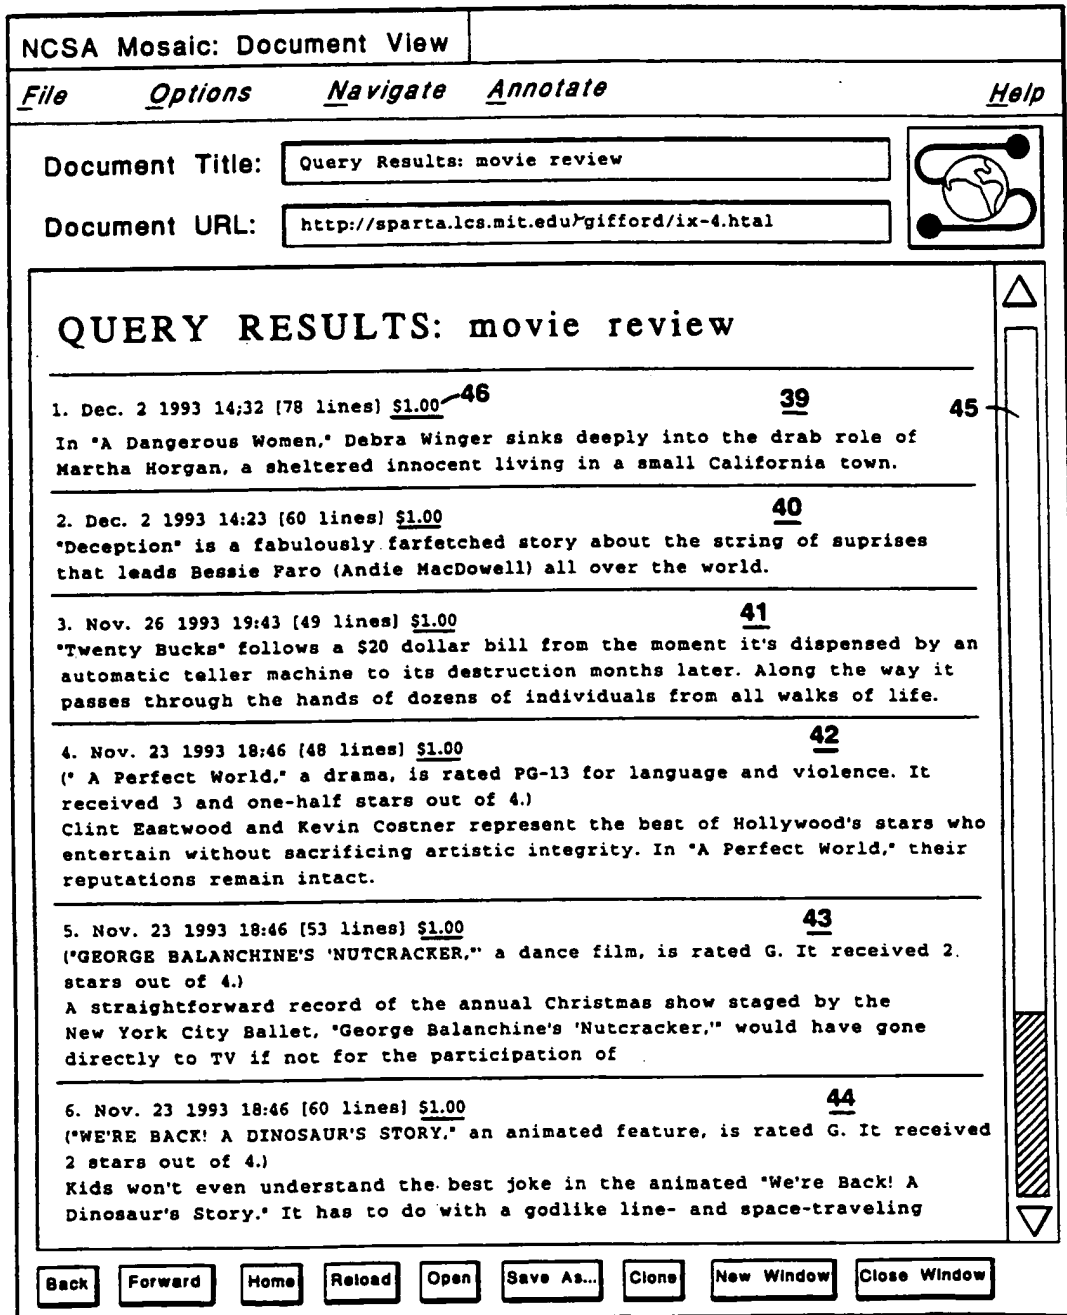 NCSA Mosaic: Document View
File Options Navigate Annotate Help
Document Title: Query Results: movie review
Document URL: http://sparta.lcs.mit.edu/~gifford/ix-4.htal
QUERY RESULTS: movie review
1. Dec. 2 1993 14;32 [78 lines] $1.00 46 39 45
In "A Dangerous Women," Debra Winger sinks deeply into the drab role of
Martha Horgan, a sheltered innocent living in a small California town.
2. Dec. 2 1993 14:23 [60 lines] $1.00 40
"Deception" is a fabulously farfetched story about the string of suprises
that leads Bessie Faro (Andie MacDowell) all over the world.
3. Nov. 26 1993 19:43 [49 lines] $1.00 41
"Twenty Bucks" follows a $20 dollar bill from the moment it's dispensed by an
automatic teller machine to its destruction months later. Along the way it
passes through the hands of dozens of individuals from all walks of life.
4. Nov. 23 1993 18:46 [48 lines] $1.00 42
(" A Perfect World," a drama, is rated PG-13 for language and violence. It
received 3 and one-half stars out of 4.)
Clint Eastwood and Kevin Costner represent the best of Hollywood's stars who
entertain without sacrificing artistic integrity. In "A Perfect World," their
reputations remain intact.
5. Nov. 23 1993 18:46 [53 lines] $1.00 43
("GEORGE BALANCHINE'S 'NUTCRACKER,'" a dance film, is rated G. It received 2
stars out of 4.)
A straightforward record of the annual Christmas show staged by the
New York City Ballet, "George Balanchine's 'Nutcracker,'" would have gone
directly to TV if not for the participation of
6. Nov. 23 1993 18:46 [60 lines] $1.00 44
("WE'RE BACK! A DINOSAUR'S STORY," an animated feature, is rated G. It received
2 stars out of 4.)
Kids won't even understand the best joke in the animated "We're Back! A
Dinosaur's Story." It has to do with a godlike line- and space-traveling
Back Forward Home Reload Open Save As... Clone New Window Close Window